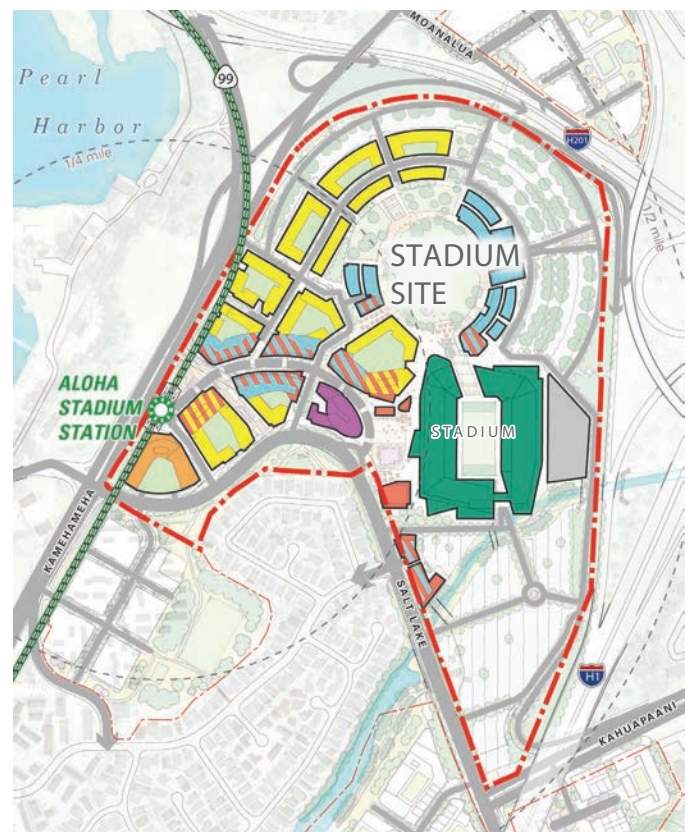 MOANALUA
Pearl
Harbor
99
1/4 mile
H201
1/2 mile
STADIUM
SITE
ALOHA
STADIUM
STATION
STADIUM
KAMEHAMEHA
SALT LAKE
H1
KAHUAPAANI